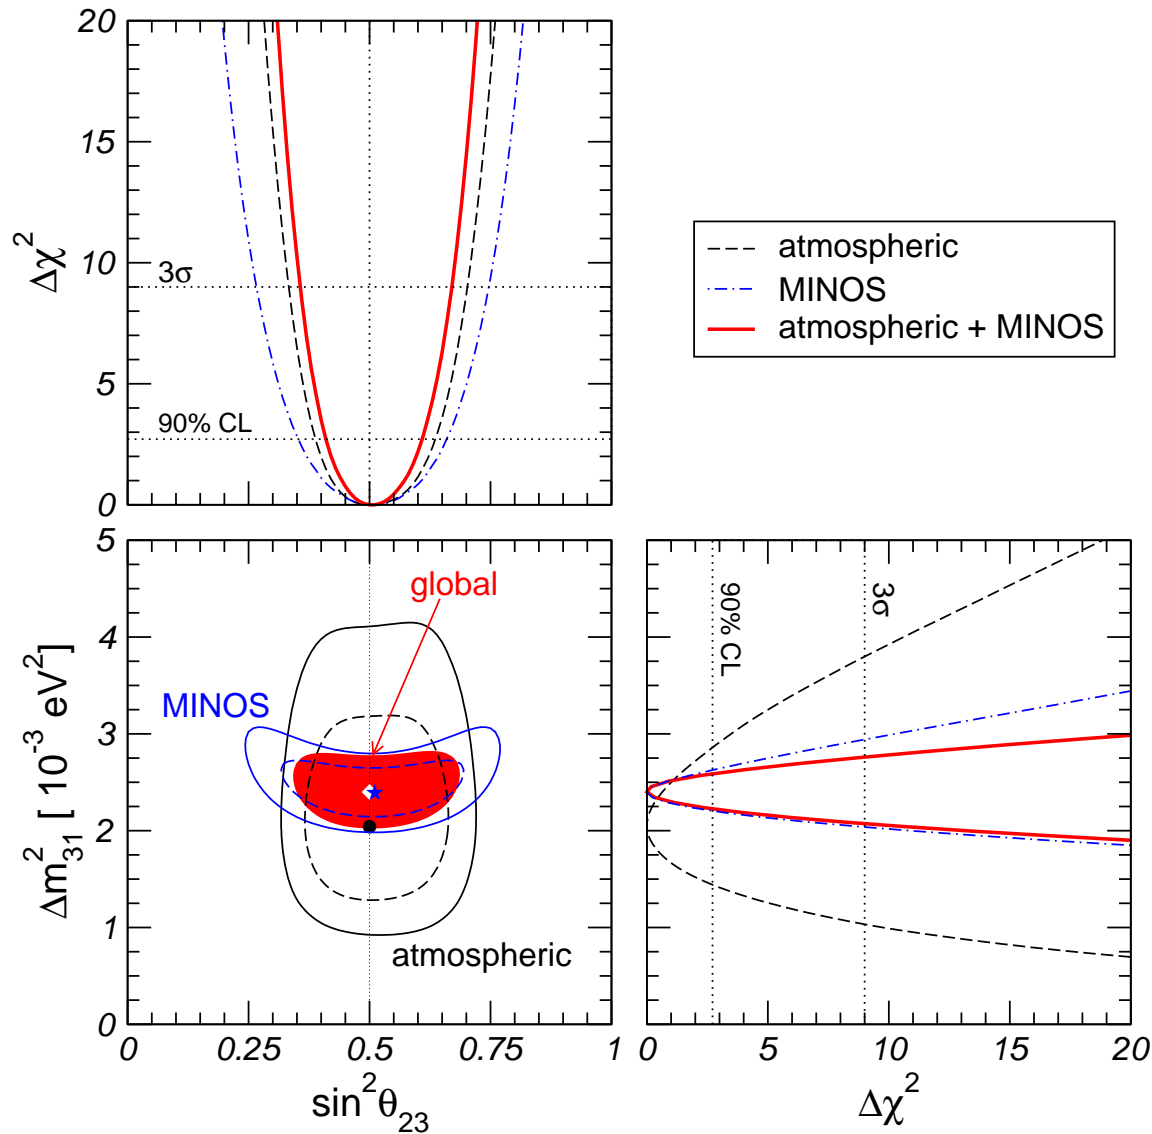 20
15
10
5
0
Δχ²
3σ
90% CL
atmospheric
MINOS
atmospheric + MINOS
5
4
3
2
1
0
Δm²₃₁ [ 10⁻³ eV²]
global
MINOS
atmospheric
90% CL
3σ
0 0.25 0.5 0.75 1
0 5 10 15 20
sin²θ₂₃
Δχ²